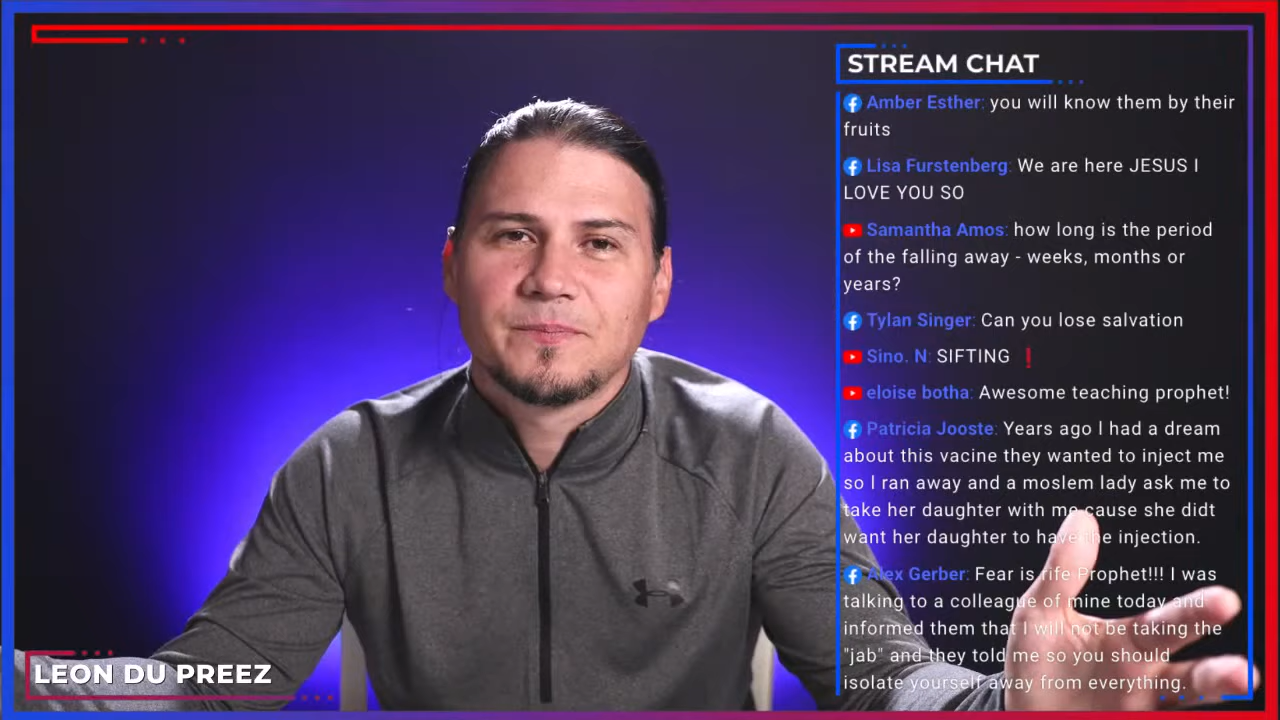 STREAM CHAT
Amber Esther: you will know them by their
fruits
Lisa Furstenberg: We are here JESUS I
LOVE YOU SO
Samantha Amos: how long is the period
of the falling away - weeks, months or
years?
Tylan Singer: Can you lose salvation
Sino. N: SIFTING ❗
eloise botha: Awesome teaching prophet!
Patricia Jooste: Years ago I had a dream
about this vacine they wanted to inject me
so I ran away and a moslem lady ask me to
take her daughter with me cause she didt
want her daughter to have the injection.
Alex Gerber: Fear is rife Prophet!!! I was
talking to a colleague of mine today and
informed them that I will not be taking the
"jab" and they told me so you should
isolate yourself away from everything.
LEON DU PREEZ